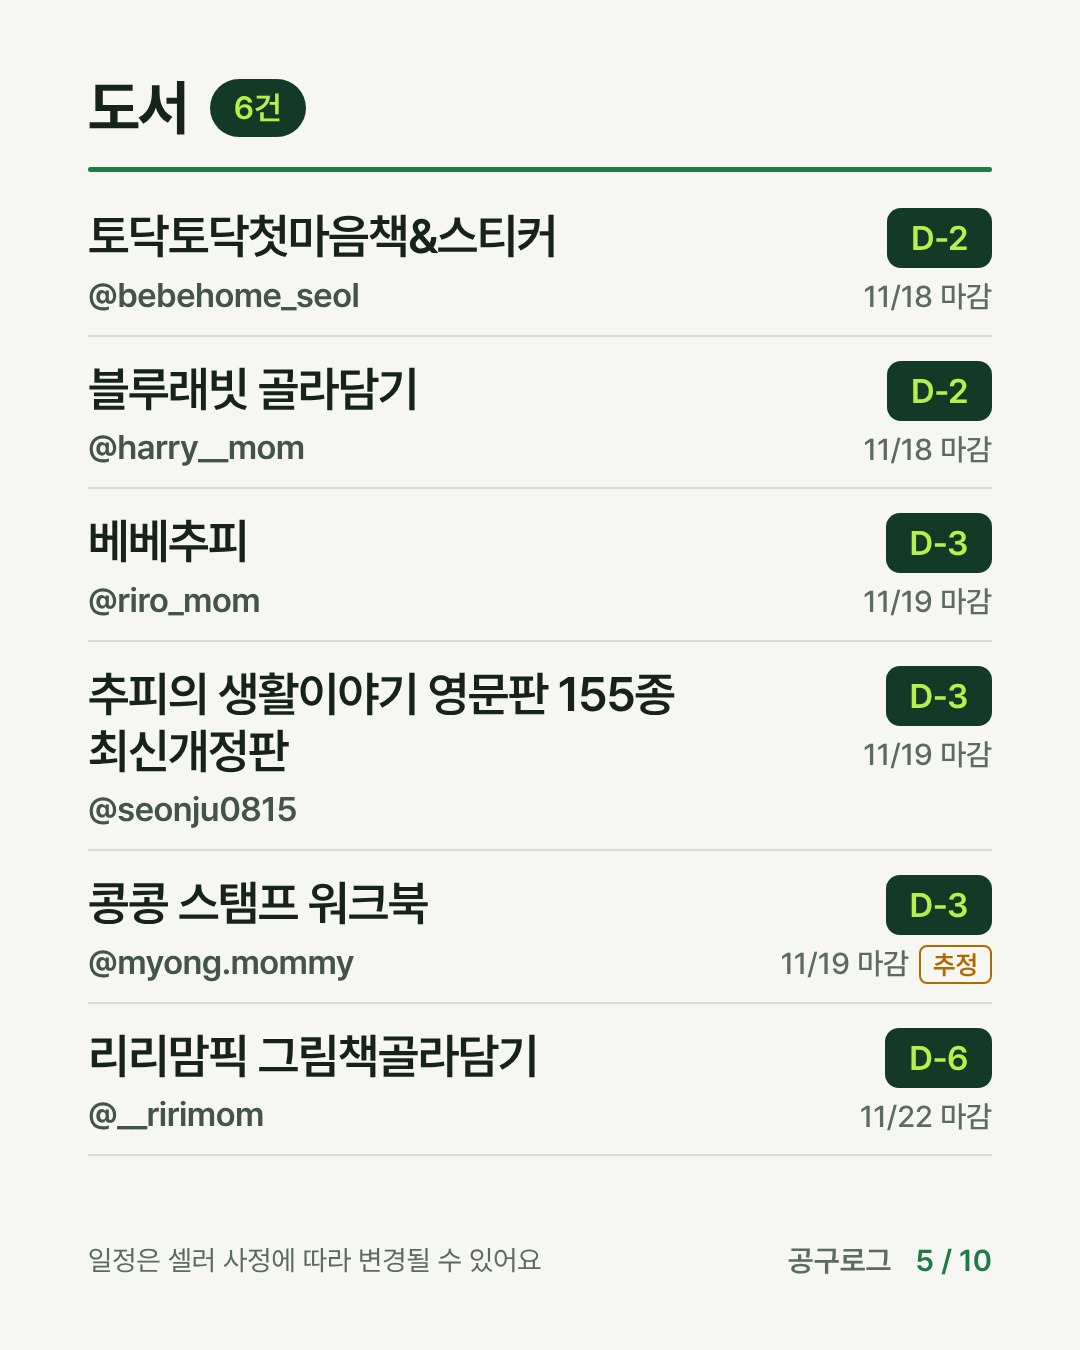 도서 6건
토닥토닥첫마음책&스티커 D-2
@bebehome_seol 11/18 마감
블루래빗 골라담기 D-2
@harry__mom 11/18 마감
베베추피 D-3
@riro_mom 11/19 마감
추피의 생활이야기 영문판 155종 D-3
최신개정판 11/19 마감
@seonju0815
콩콩 스탬프 워크북 D-3
@myong.mommy 11/19 마감 추정
리리맘픽 그림책골라담기 D-6
@__ririmom 11/22 마감
일정은 셀러 사정에 따라 변경될 수 있어요 공구로그 5 / 10